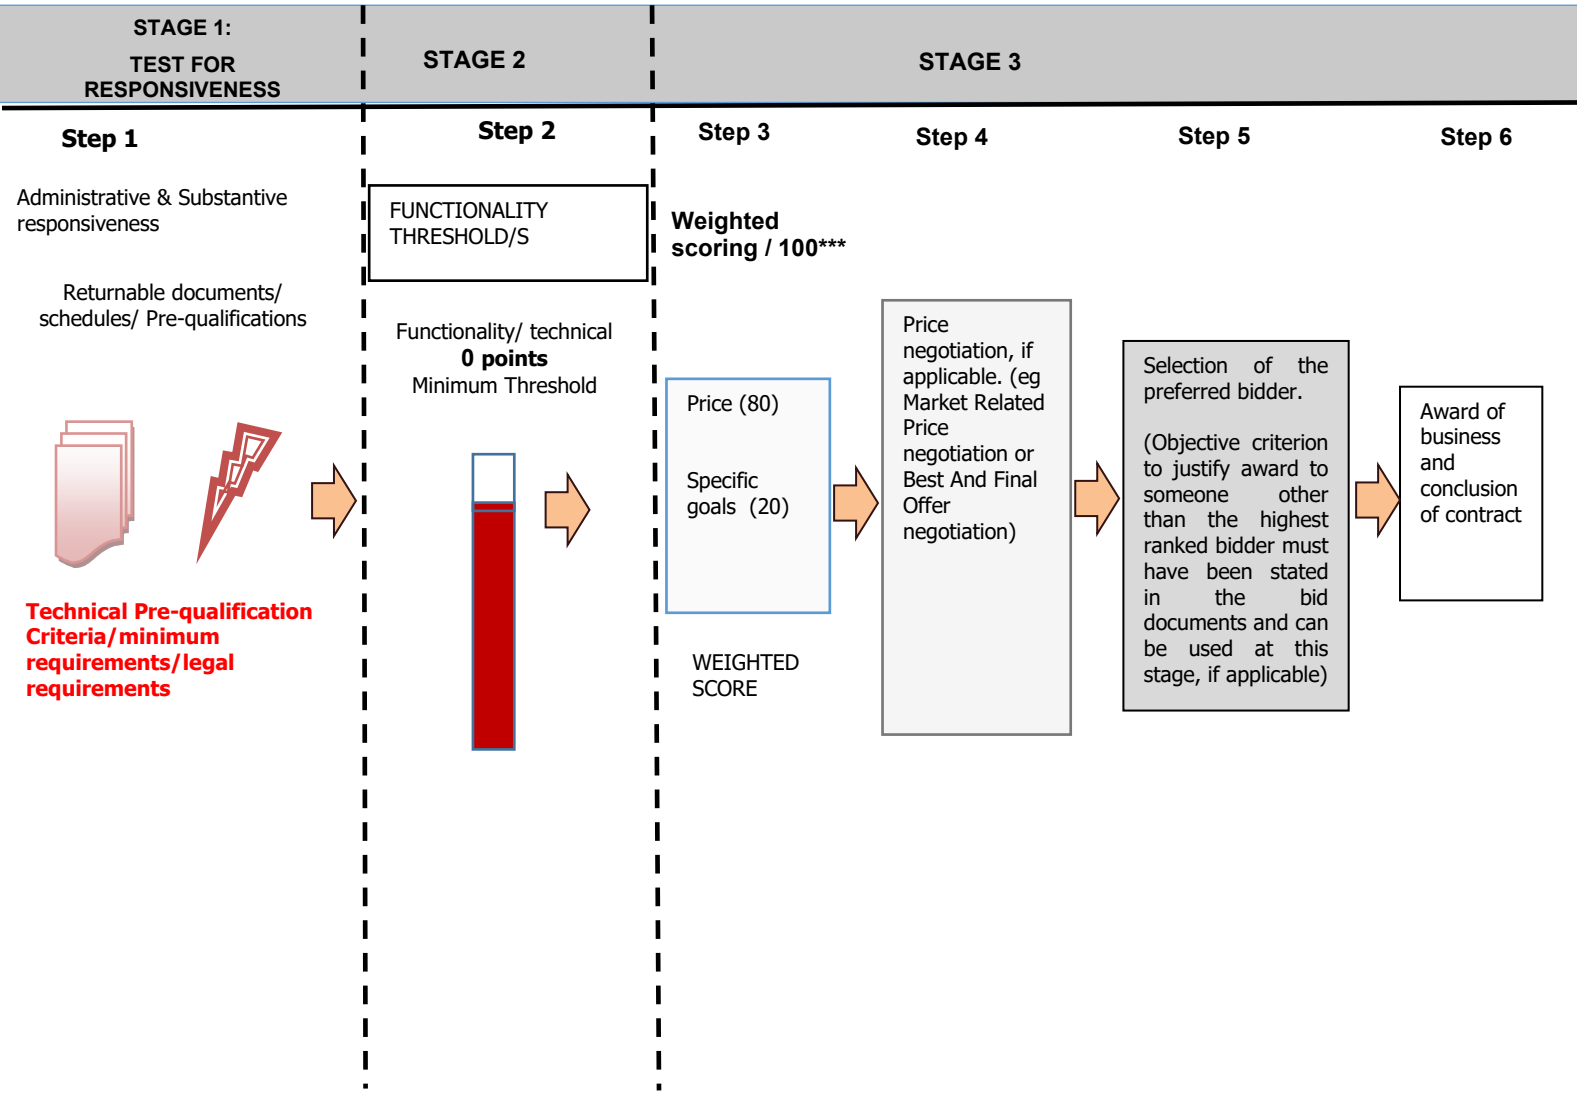 STAGE 1:
TEST FOR
RESPONSIVENESS
STAGE 2
STAGE 3
Step 1
Step 2
Step 3
Step 4
Step 5
Step 6
Administrative & Substantive
responsiveness
Returnable documents/
schedules/ Pre-qualifications
Technical Pre-qualification
Criteria/minimum
requirements/legal
requirements
FUNCTIONALITY
THRESHOLD/S
Functionality/ technical
0 points
Minimum Threshold
Weighted
scoring / 100***
Price (80)
Specific
goals (20)
WEIGHTED
SCORE
Price
negotiation, if
applicable. (eg
Market Related
Price
negotiation or
Best And Final
Offer
negotiation)
Selection of the
preferred bidder.
(Objective criterion
to justify award to
someone other
than the highest
ranked bidder must
have been stated
in the bid
documents and can
be used at this
stage, if applicable)
Award of
business
and
conclusion
of contract